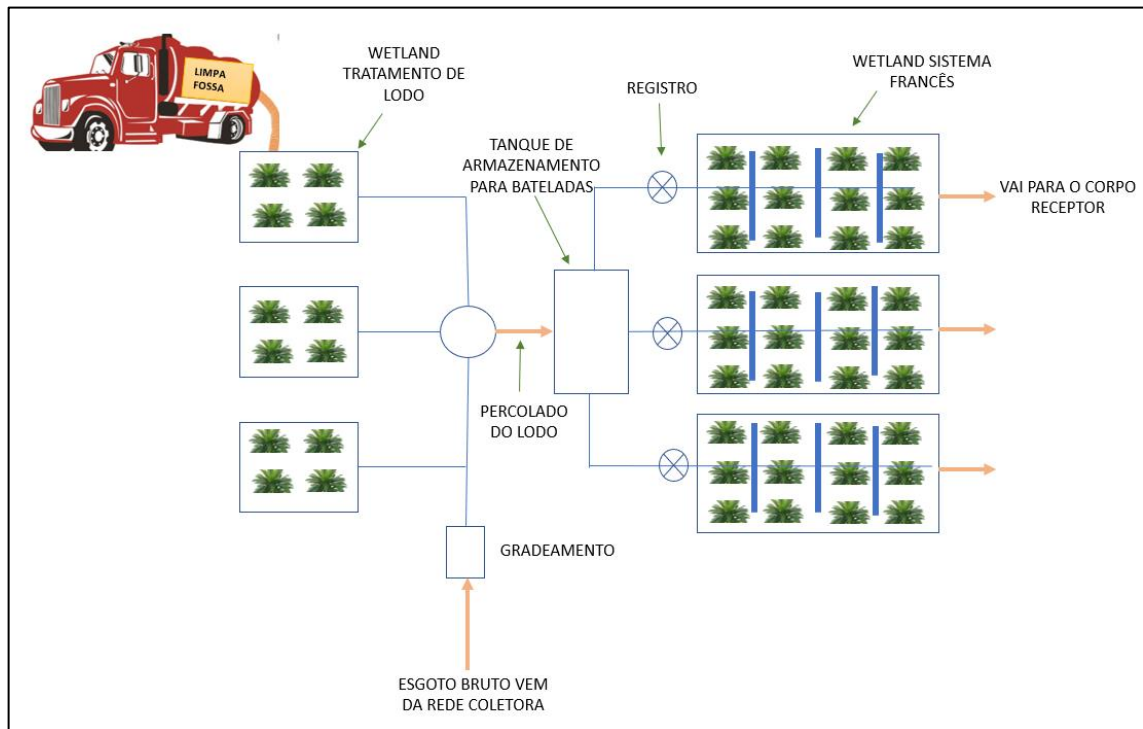 LIMPA
FOSSA
WETLAND
TRATAMENTO DE
LODO
REGISTRO
WETLAND SISTEMA
FRANCÊS
TANQUE DE
ARMAZENAMENTO
PARA BATELADAS
VAI PARA O CORPO
RECEPTOR
PERCOLADO
DO LODO
GRADEAMENTO
ESGOTO BRUTO VEM
DA REDE COLETORA